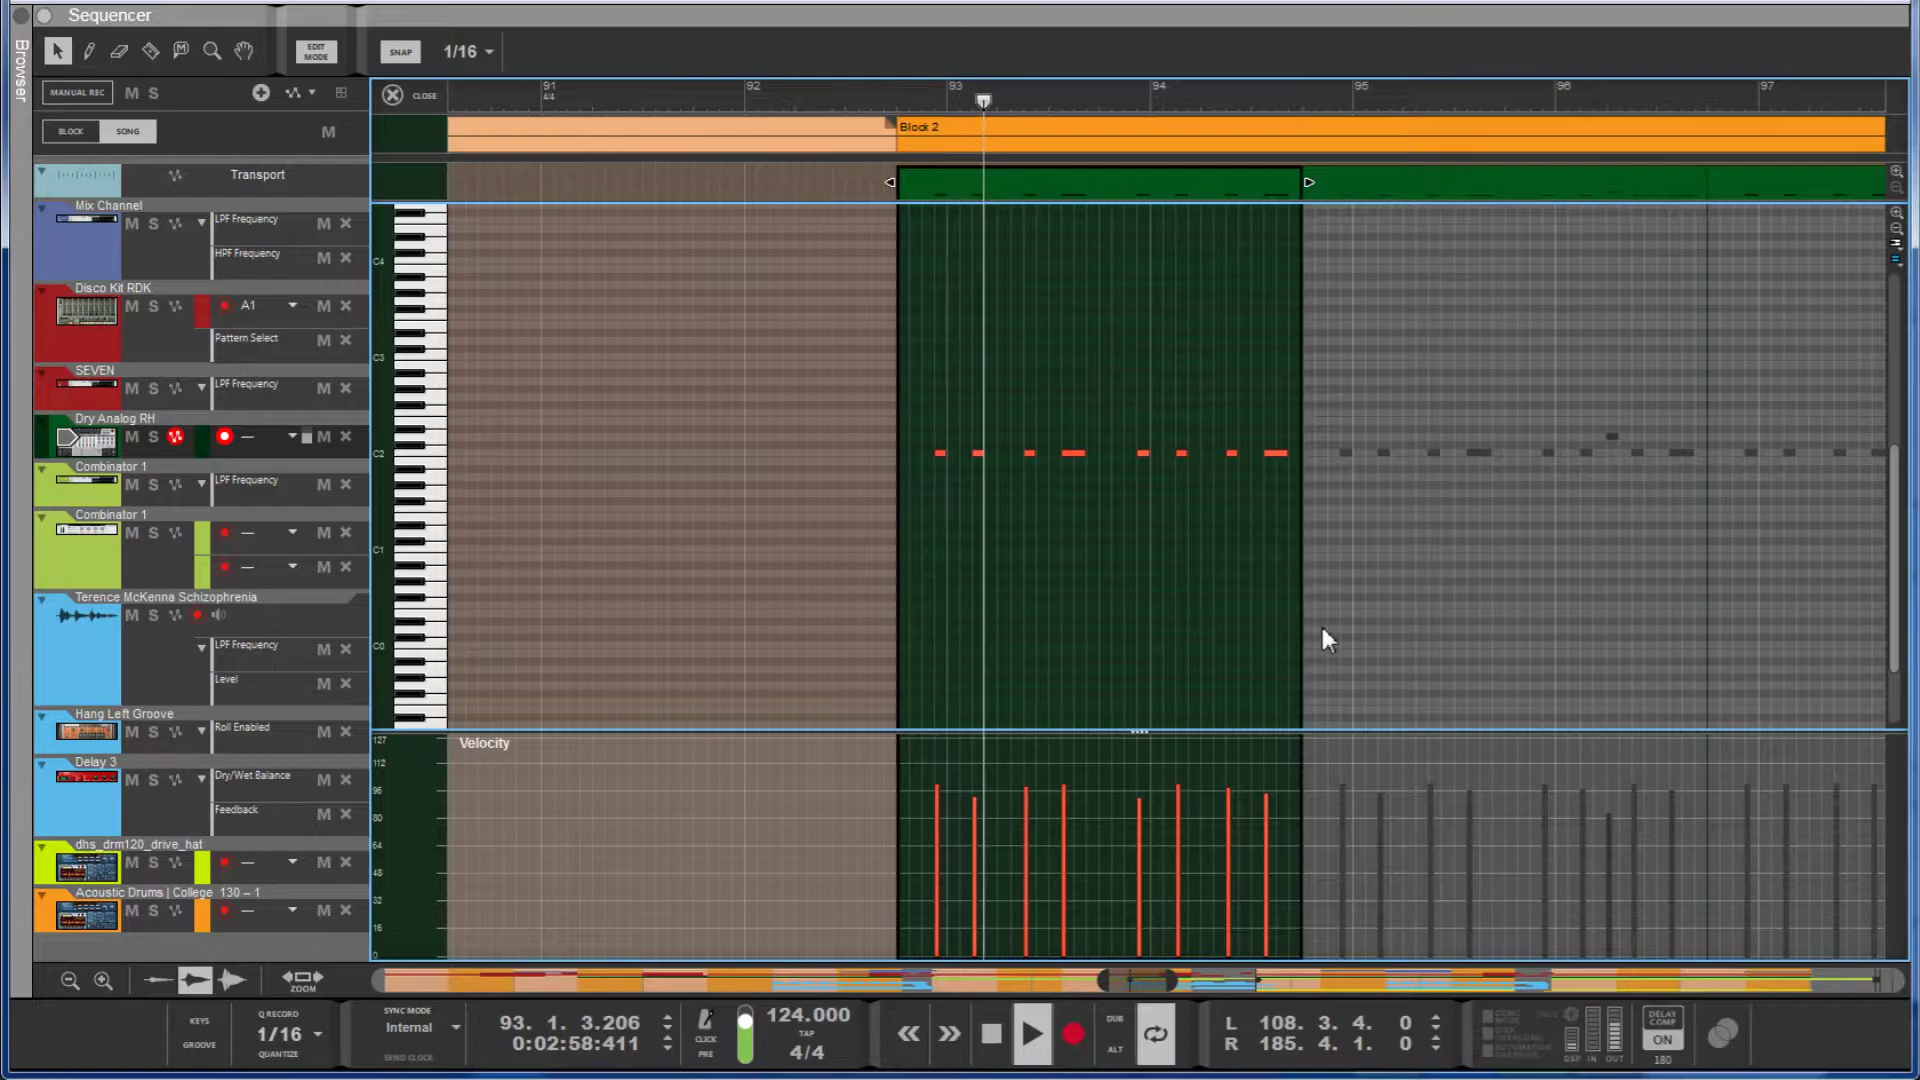 Sequencer
Browser
EDIT MODE
SNAP
1/16
MANUAL REC
M S
CLOSE
91
4/4
92
93
94
95
96
97
BLOCK
SONG
M
Block 2
Transport
Mix Channel
M S
LPF Frequency
M
HPF Frequency
M
Disco Kit RDK
M S
A1
M
Pattern Select
M
SEVEN
M S
LPF Frequency
M
Dry Analog RH
M S
M
Combinator 1
M S
LPF Frequency
M
Combinator 1
M S
M
M
Terence McKenna Schizophrenia
M S
LPF Frequency
M
Level
M
Hang Left Groove
M S
Roll Enabled
M
Delay 3
M S
Dry/Wet Balance
M
Feedback
M
dhs_drm120_drive_hat
M S
M
Acoustic Drums | College 130 – 1
M S
M
C4
C3
C2
C1
C0
Velocity
127
112
96
80
64
48
32
16
0
ZOOM
KEYS
GROOVE
Q RECORD
1/16
QUANTIZE
SYNC MODE
Internal
SEND CLOCK
93. 1. 3.206
0:02:58:411
CLICK
PRE
124.000
TAP
4/4
DUB
ALT
L 108. 3. 4. 0
R 185. 4. 1. 0
DSP IN OUT
DELAY COMP
ON
180